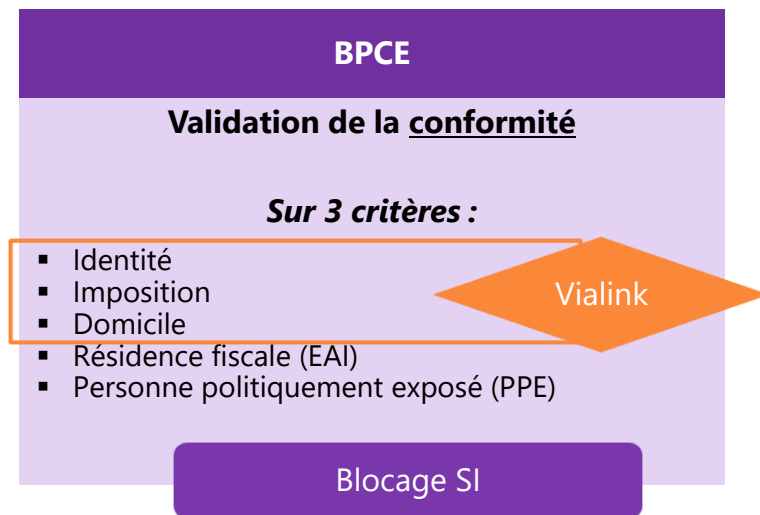 BPCE
Validation de la conformité
Sur 3 critères :
▪ Identité
▪ Imposition
▪ Domicile
Vialink
▪ Résidence fiscale (EAI)
▪ Personne politiquement exposé (PPE)
Blocage SI